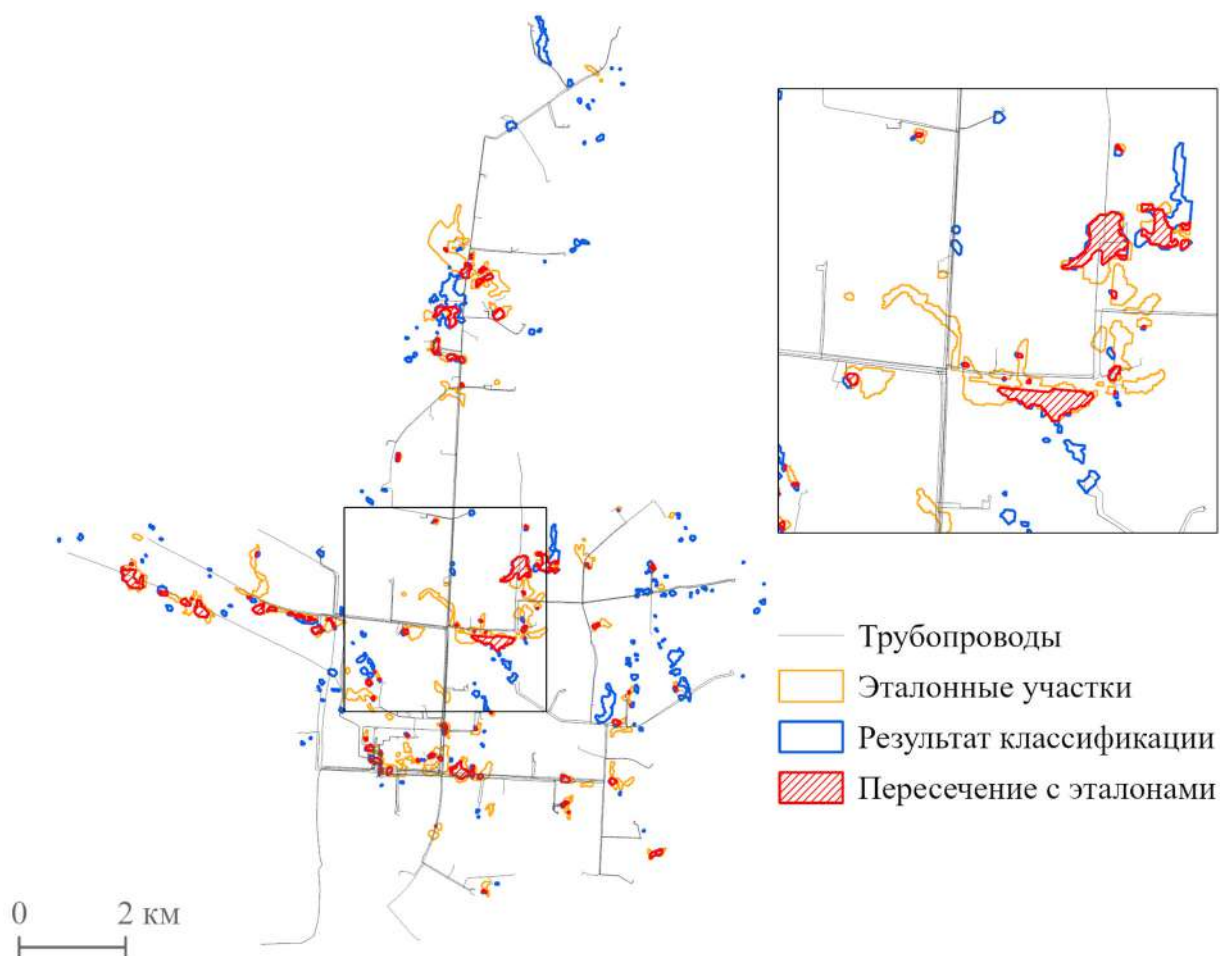 Трубопроводы
Эталонные участки
Результат классификации
Пересечение с эталонами
0 2 км